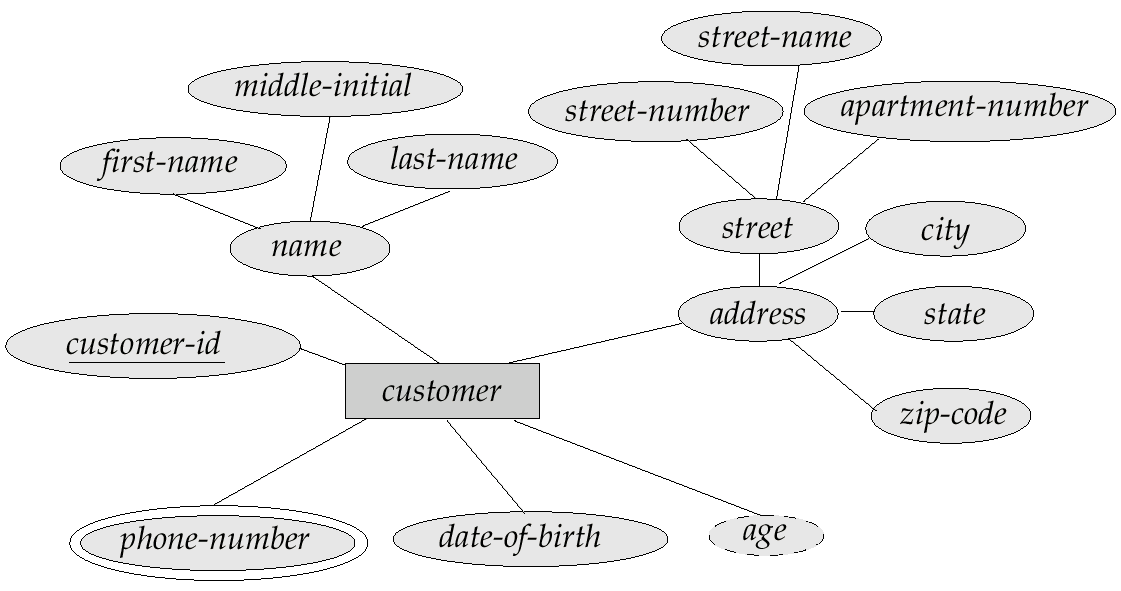 street-name
middle-initial
street-number
apartment-number
first-name
last-name
name
street
city
address
state
customer-id
customer
zip-code
phone-number
date-of-birth
age